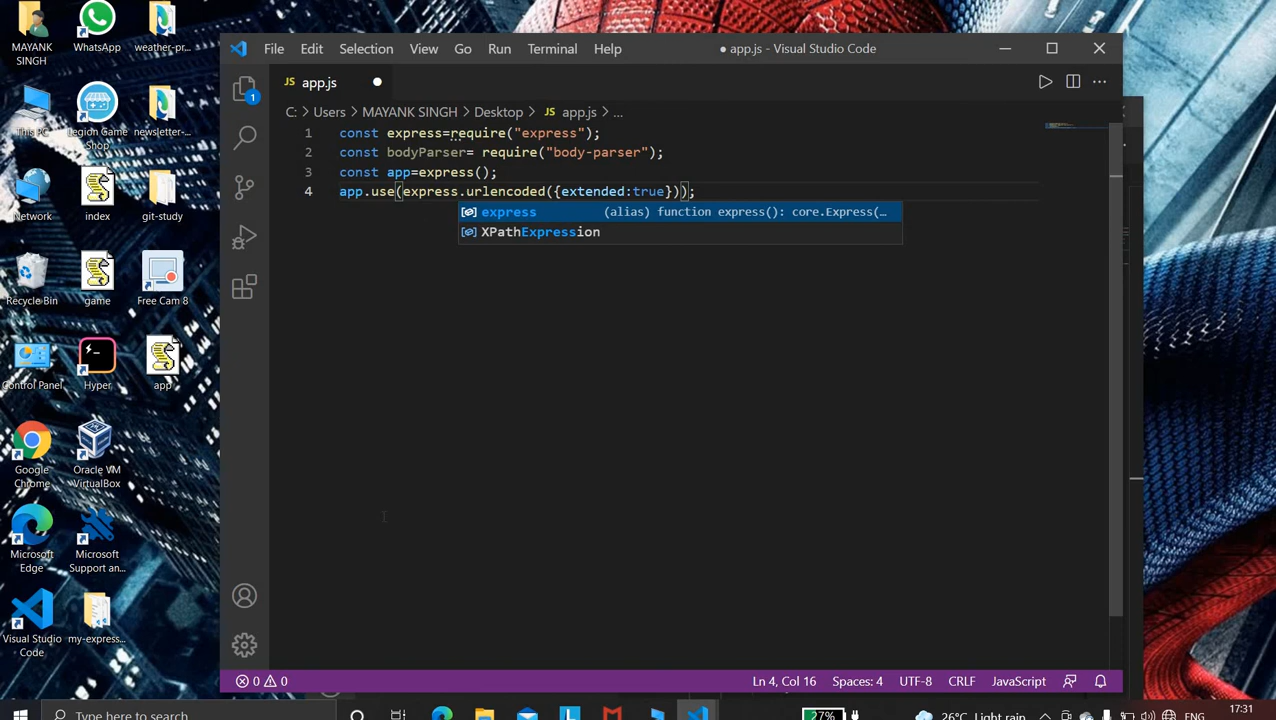 MAYANK SINGH
WhatsApp
weather-pr...
This PC
Legion Game Shop
newsletter-...
Network
index
git-study
Recycle Bin
game
Free Cam 8
Control Panel
Hyper
app
Google Chrome
Oracle VM VirtualBox
Microsoft Edge
Microsoft Support an...
Visual Studio Code
my-express...
File Edit Selection View Go Run Terminal Help
● app.js - Visual Studio Code
JS app.js
1
C: > Users > MAYANK SINGH > Desktop > JS app.js > ...
1 const express=require("express");
2 const bodyParser= require("body-parser");
3 const app=express();
4 app.use(express.urlencoded({extended:true}));
express (alias) function express(): core.Express(…
XPathExpression
0 0 Ln 4, Col 16 Spaces: 4 UTF-8 CRLF JavaScript
Type here to search
27%
26°C Light rain
ENG
17:31